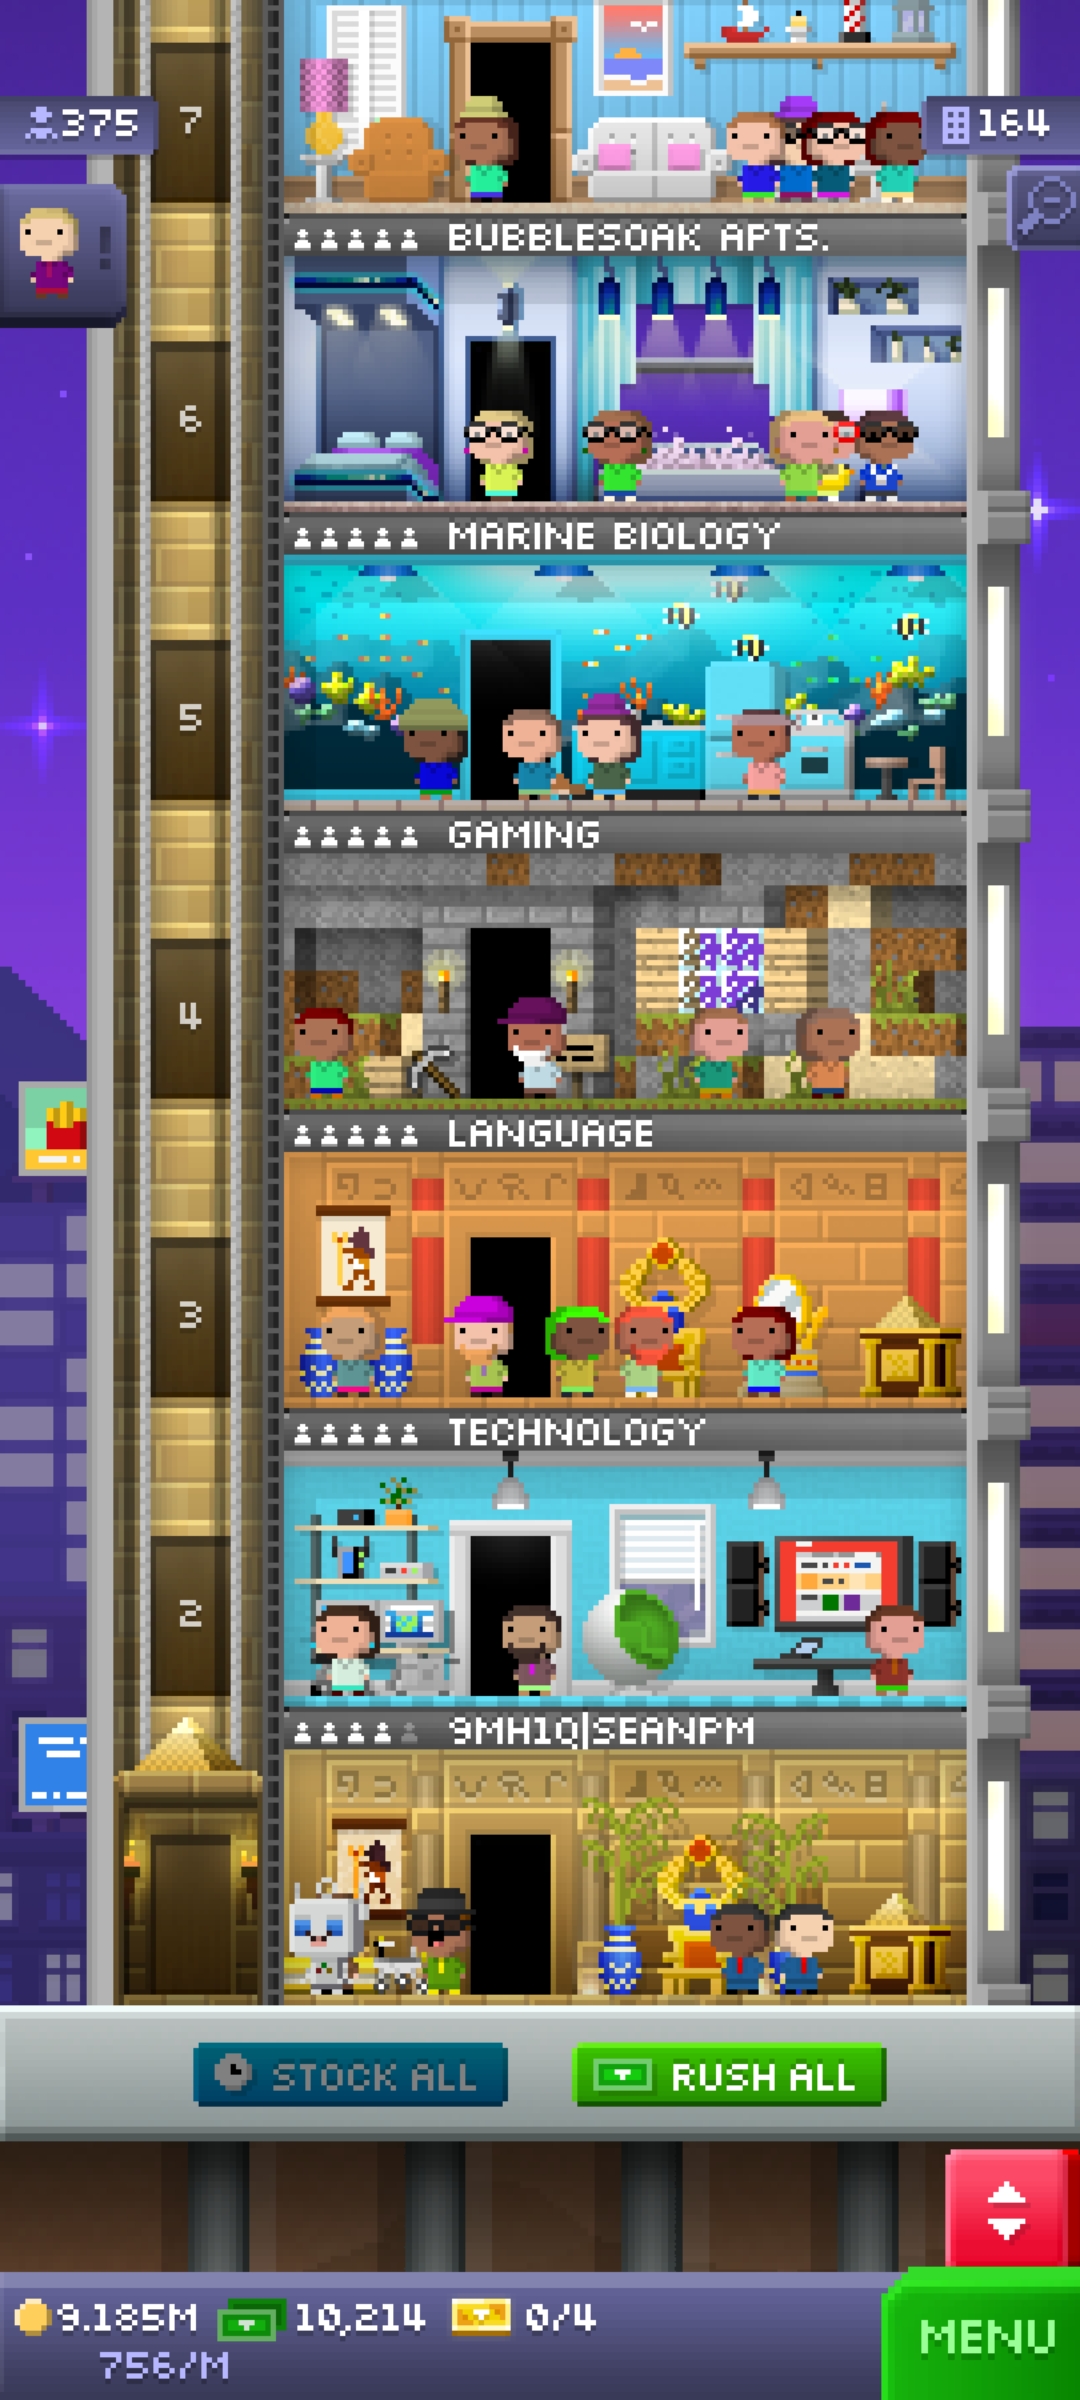 7
375
164
BUBBLESOAK APTS.
6
MARINE BIOLOGY
5
GAMING
4
LANGUAGE
3
TECHNOLOGY
2
9MH1Q|SEANPM
STOCK ALL
RUSH ALL
9.185M
10,214
0/4
756/M
MENU